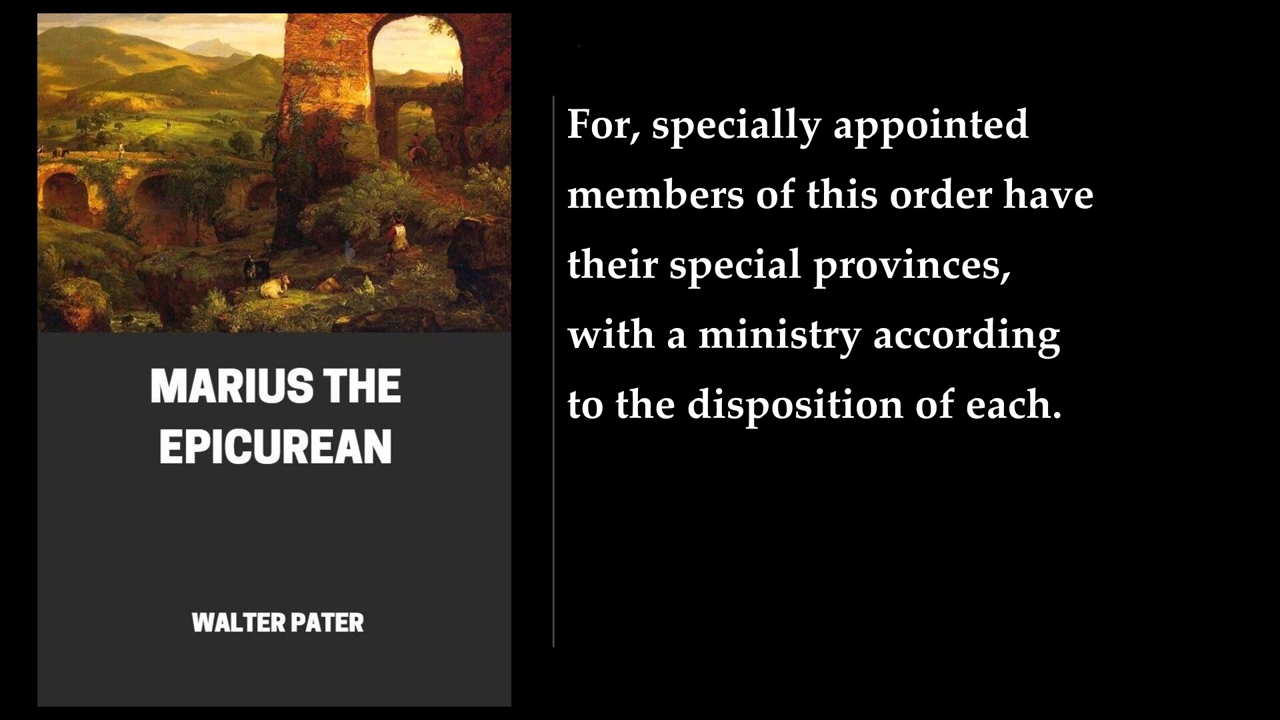 MARIUS THE
EPICUREAN
WALTER PATER
For, specially appointed
members of this order have
their special provinces,
with a ministry according
to the disposition of each.